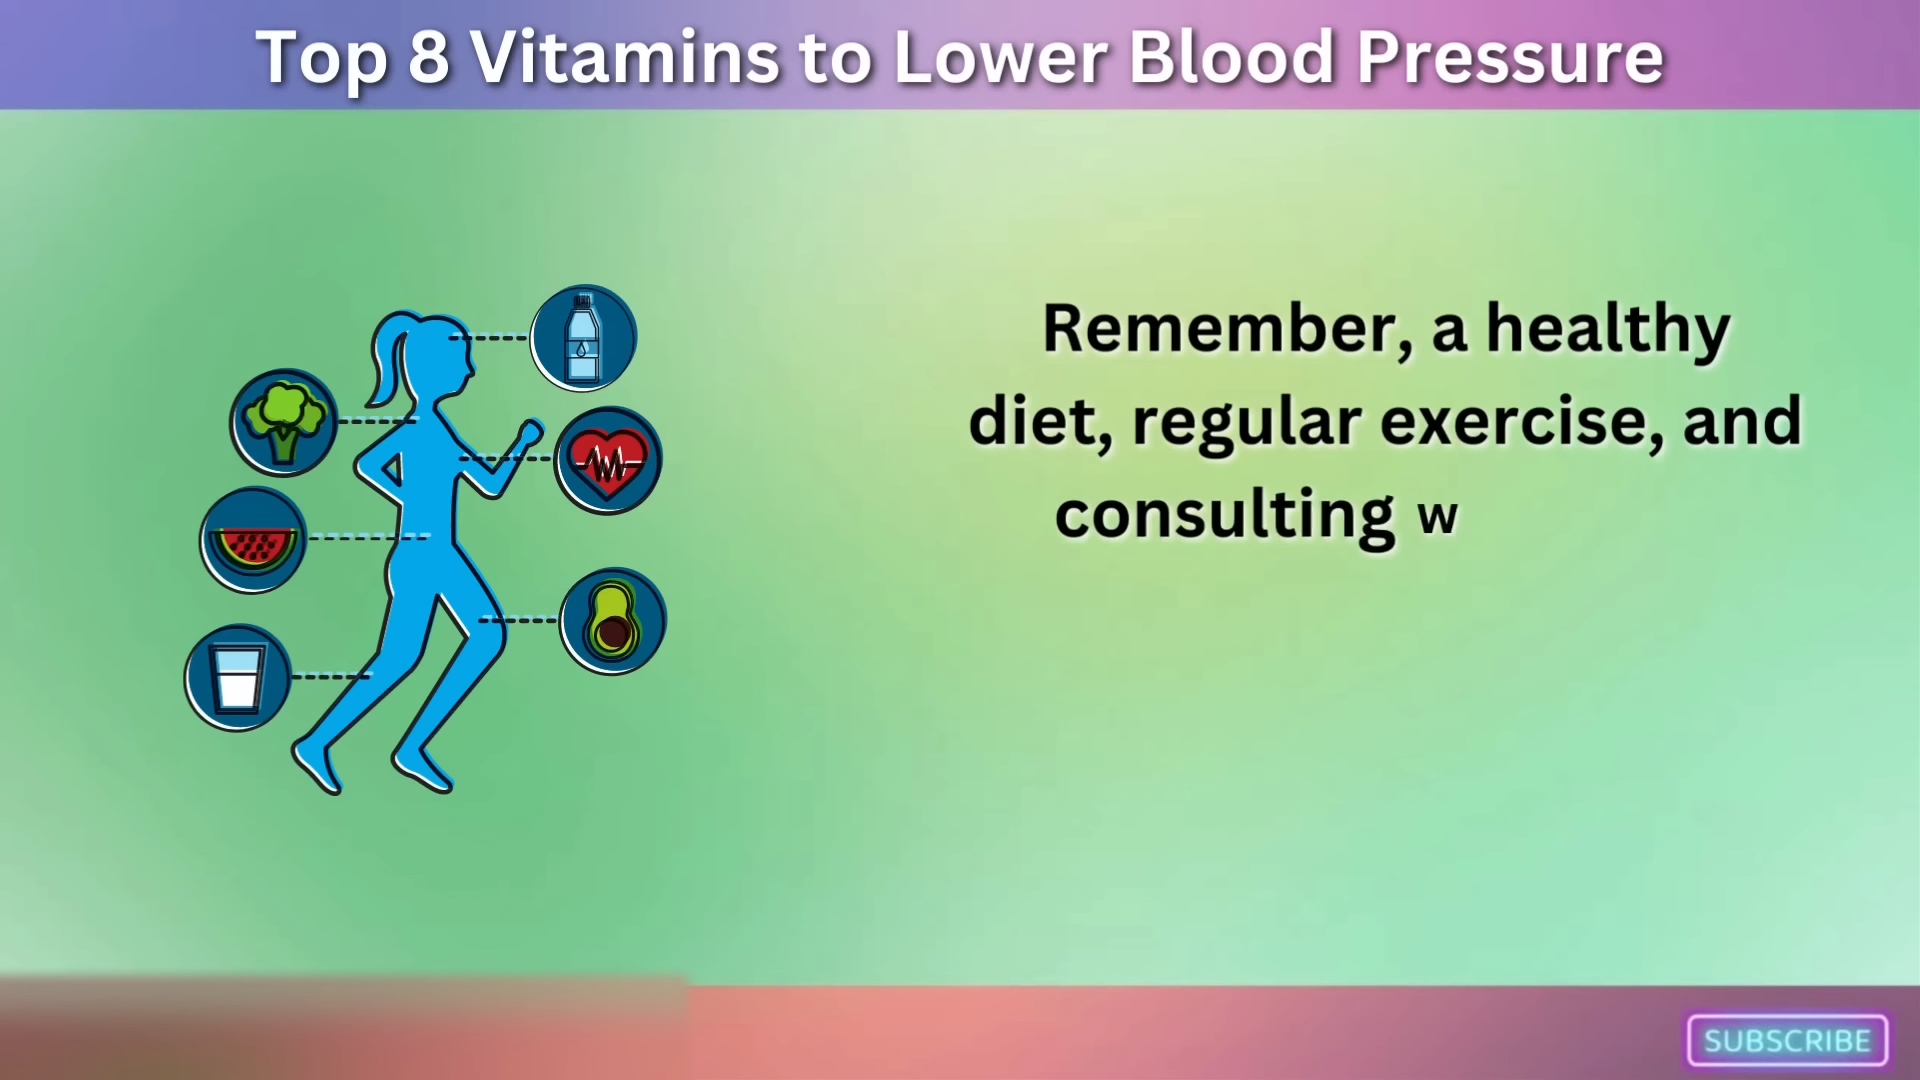 Top 8 Vitamins to Lower Blood Pressure
Remember, a healthy
diet, regular exercise, and
consulting w
SUBSCRIBE